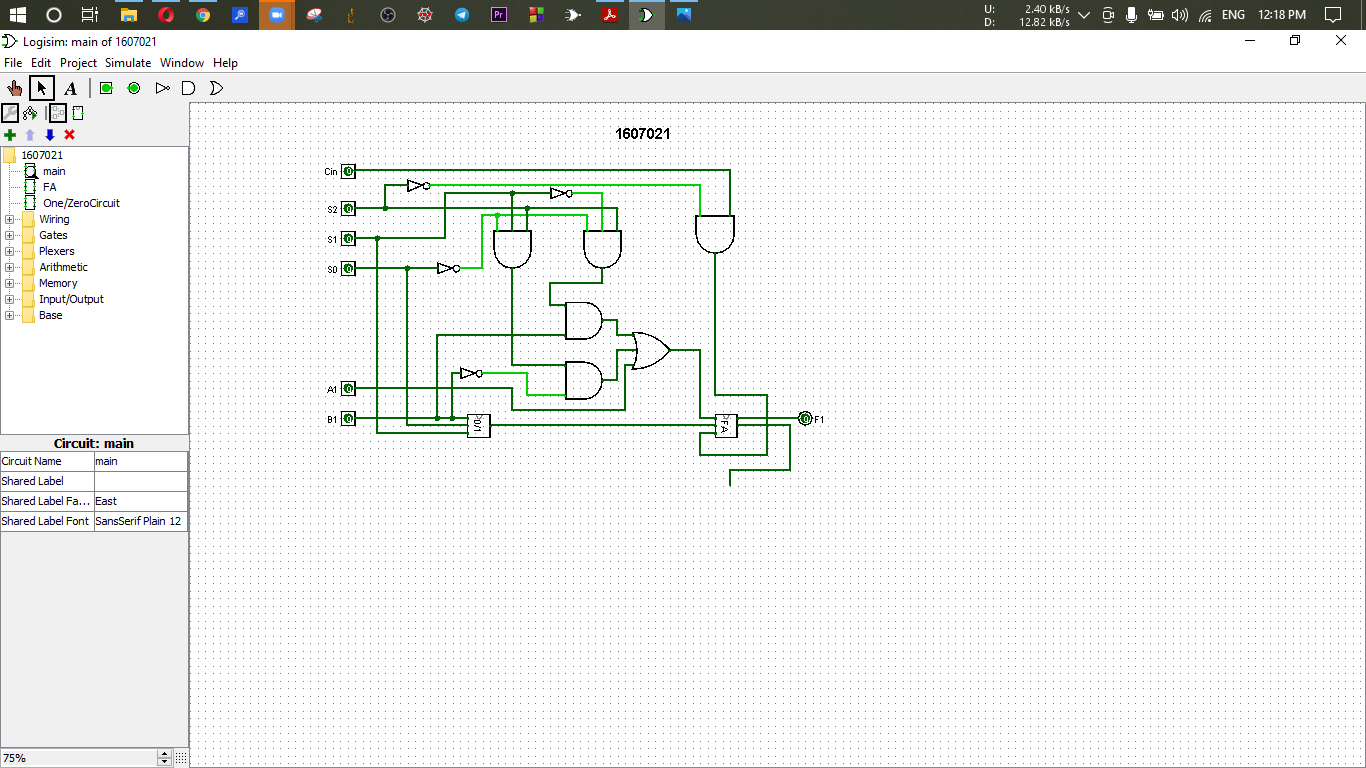 U: 2.40 kB/s
D: 12.82 kB/s
ENG 12:18 PM
Pr
Logisim: main of 1607021
File Edit Project Simulate Window Help
A
1607021
main
FA
One/ZeroCircuit
Wiring
Gates
Plexers
Arithmetic
Memory
Input/Output
Base
Circuit: main
Circuit Name main
Shared Label
Shared Label Fa... East
Shared Label Font SansSerif Plain 12
75%
1607021
Cin 0
S2 0
S1 0
S0 0
A1 0
B1 0
0/1
FA
0 F1